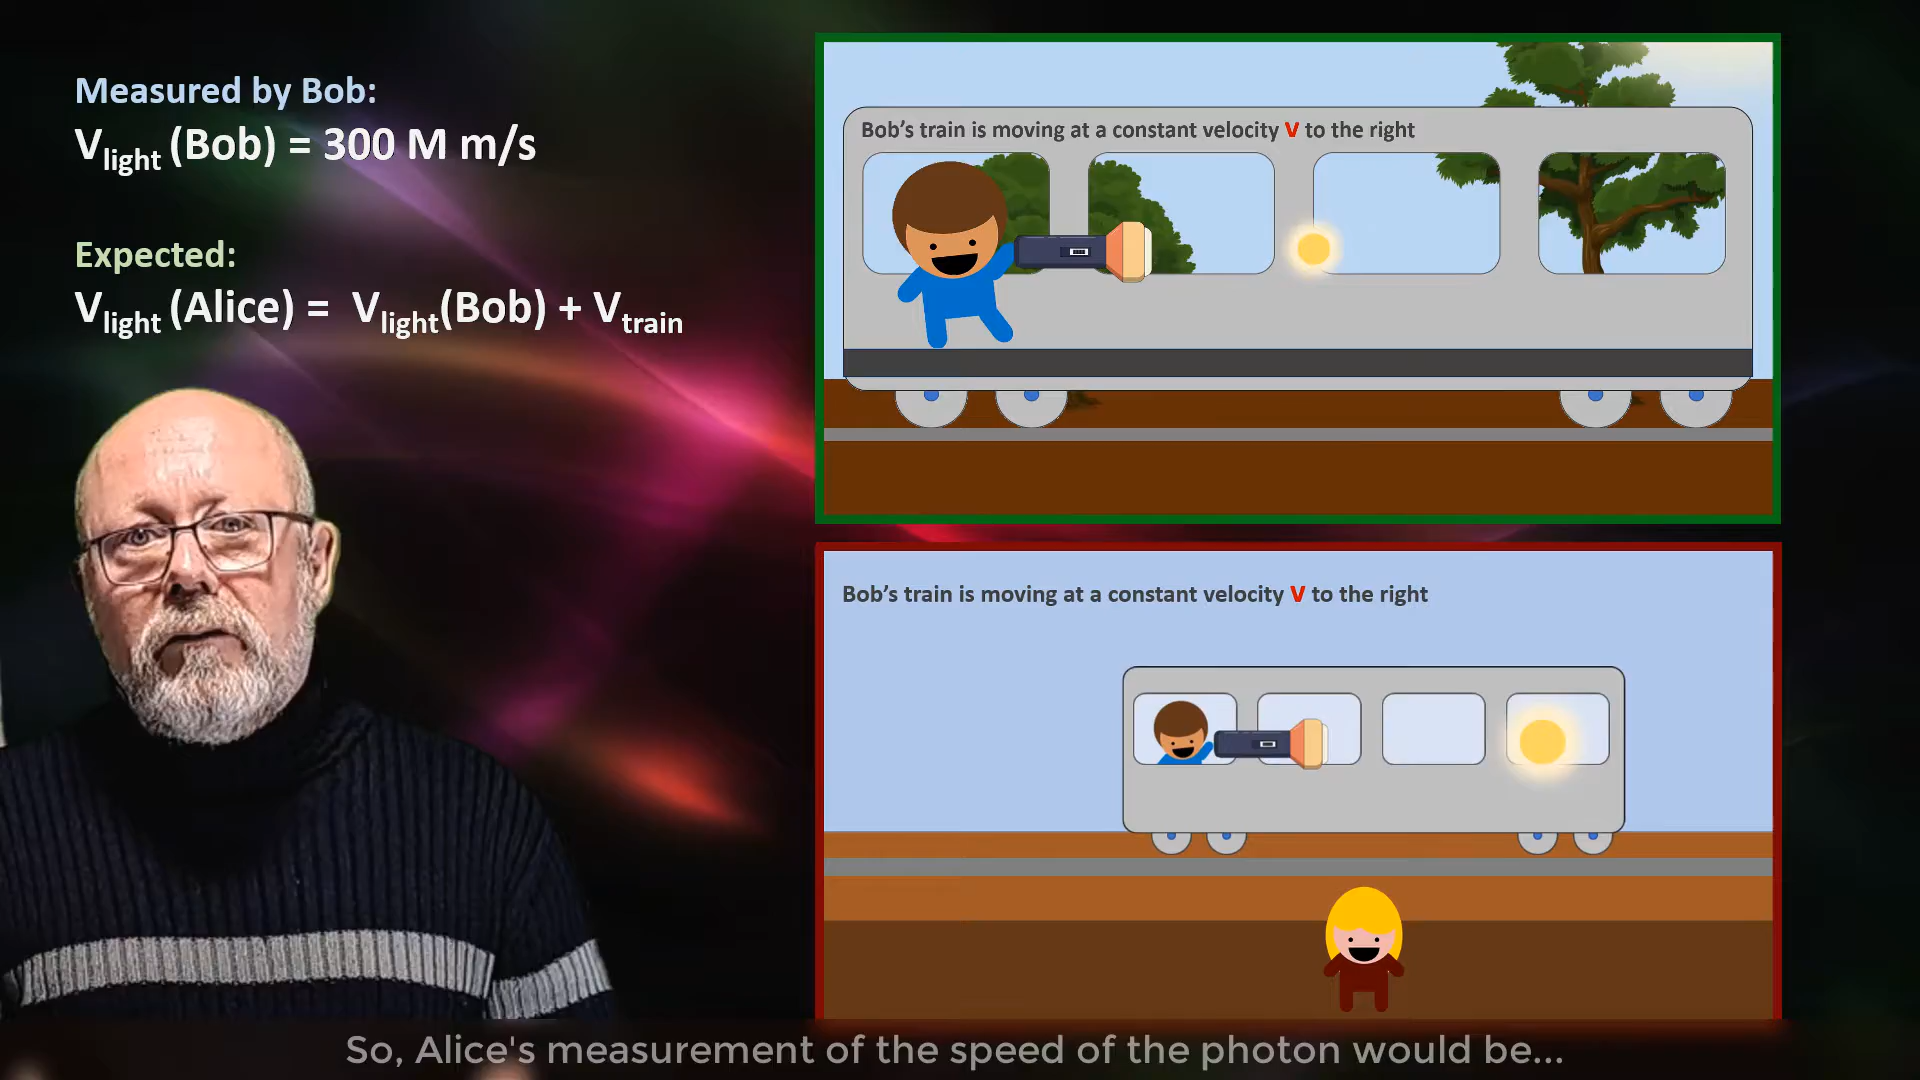 Measured by Bob:
Vlight (Bob) = 300 M m/s
Expected:
Vlight (Alice) = Vlight(Bob) + Vtrain
Bob's train is moving at a constant velocity V to the right
Bob's train is moving at a constant velocity V to the right
So, Alice's measurement of the speed of the photon would be...